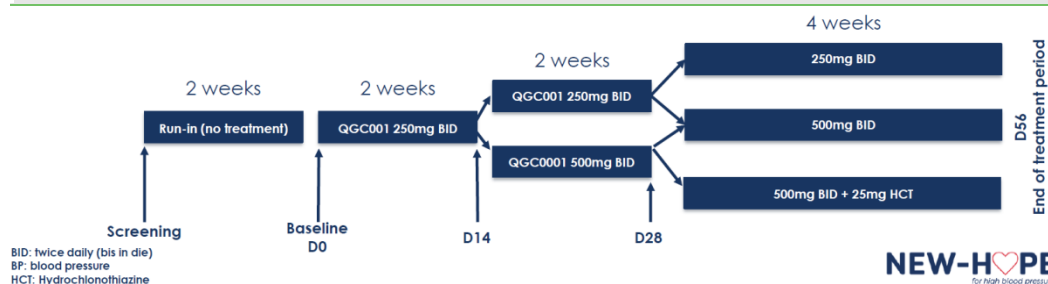 4 weeks
2 weeks
2 weeks
2 weeks
250mg BID
QGC001 250mg BID
Run-in (no treatment)
QGC001 250mg BID
500mg BID
QGC0001 500mg BID
500mg BID + 25mg HCT
D56
End of treatment period
Screening
Baseline
D0
D14
D28
BID: twice daily (bis in die)
BP: blood pressure
HCT: Hydrochlonothiazine
NEW-HOPE
for high blood pressure